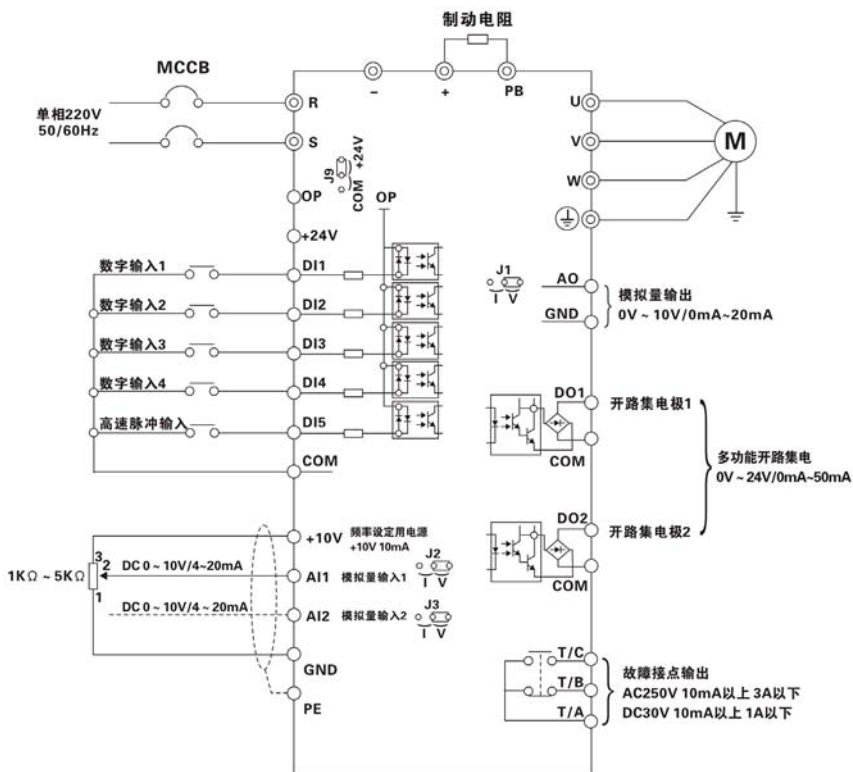 制动电阻
MCCB
- + PB
单相220V
50/60Hz
R
S
J9
+24V
COM
OP
OP
+24V
数字输入1
DI1
数字输入2
DI2
数字输入3
DI3
数字输入4
DI4
高速脉冲输入
DI5
COM
+10V
频率设定用电源
+10V 10mA
1KΩ ~ 5KΩ
3
2
1
DC 0 ~ 10V/4~20mA
AI1
模拟量输入1
J2
I V
DC 0 ~ 10V/4 ~ 20mA
AI2
模拟量输入2
J3
I V
GND
PE
U
V
W
M
J1
I V
AO
GND
模拟量输出
0V ~ 10V/0mA~20mA
DO1
开路集电极1
COM
多功能开路集电
0V ~ 24V/0mA~50mA
DO2
开路集电极2
COM
T/C
T/B
T/A
故障接点输出
AC250V 10mA以上 3A以下
DC30V 10mA以上 1A以下